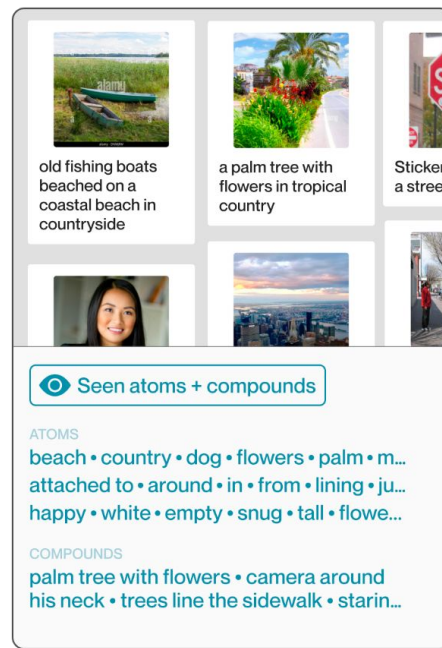 alamy
old fishing boats
beached on a
coastal beach in
countryside
a palm tree with
flowers in tropical
country
Sticker
a stree
Seen atoms + compounds
ATOMS
beach • country • dog • flowers • palm • m...
attached to • around • in • from • lining • ju...
happy • white • empty • snug • tall • flowe...
COMPOUNDS
palm tree with flowers • camera around
his neck • trees line the sidewalk • starin...